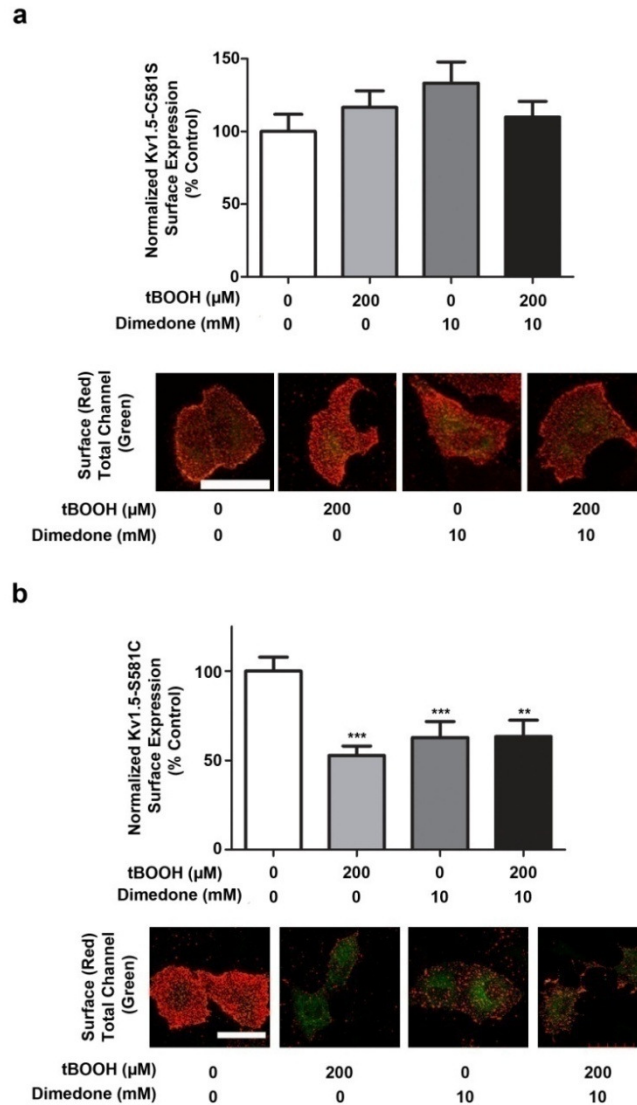 a
Normalized Kv1.5-C581S
Surface Expression
(% Control)
150
100
50
0
tBOOH (µM) 0 200 0 200
Dimedone (mM) 0 0 10 10
Surface (Red)
Total Channel
(Green)
tBOOH (µM) 0 200 0 200
Dimedone (mM) 0 0 10 10
b
Normalized Kv1.5-S581C
Surface Expression
(% Control)
100
50
0
*** *** **
tBOOH (µM) 0 200 0 200
Dimedone (mM) 0 0 10 10
Surface (Red)
Total Channel
(Green)
tBOOH (µM) 0 200 0 200
Dimedone (mM) 0 0 10 10